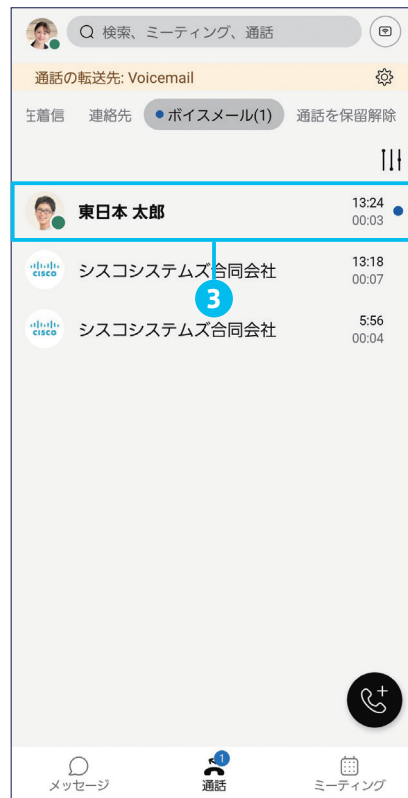 検索、ミーティング、通話
通話の転送先: Voicemail
在着信 連絡先 ボイスメール(1) 通話を保留解除
東日本 太郎 13:24
00:03
3
cisco シスコシステムズ合同会社 13:18
00:07
cisco シスコシステムズ合同会社 5:56
00:04
1
メッセージ 通話 ミーティング